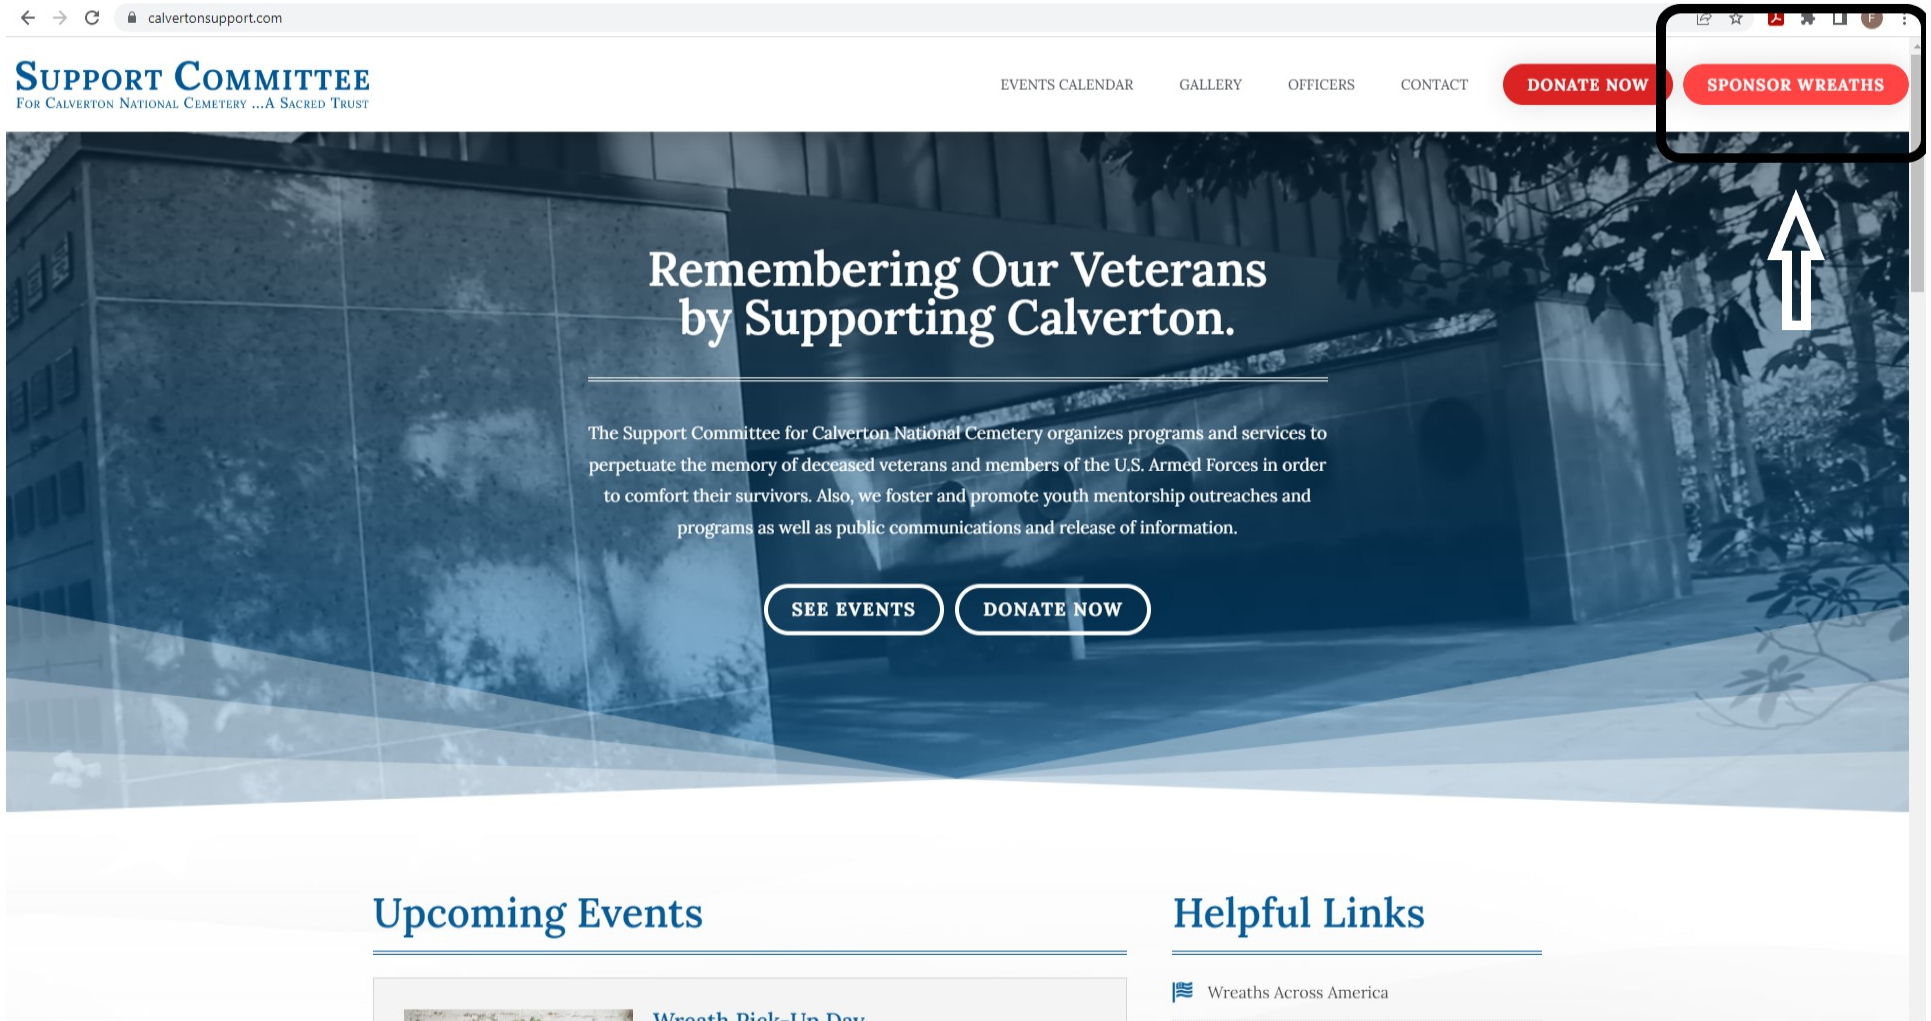 calvertonsupport.com
SUPPORT COMMITTEE
FOR CALVERTON NATIONAL CEMETERY ...A SACRED TRUST
EVENTS CALENDAR
GALLERY
OFFICERS
CONTACT
DONATE NOW
SPONSOR WREATHS
F
Remembering Our Veterans
by Supporting Calverton.
The Support Committee for Calverton National Cemetery organizes programs and services to
perpetuate the memory of deceased veterans and members of the U.S. Armed Forces in order
to comfort their survivors. Also, we foster and promote youth mentorship outreaches and
programs as well as public communications and release of information.
SEE EVENTS
DONATE NOW
Upcoming Events
Wreath Pick-Up Day
Helpful Links
Wreaths Across America